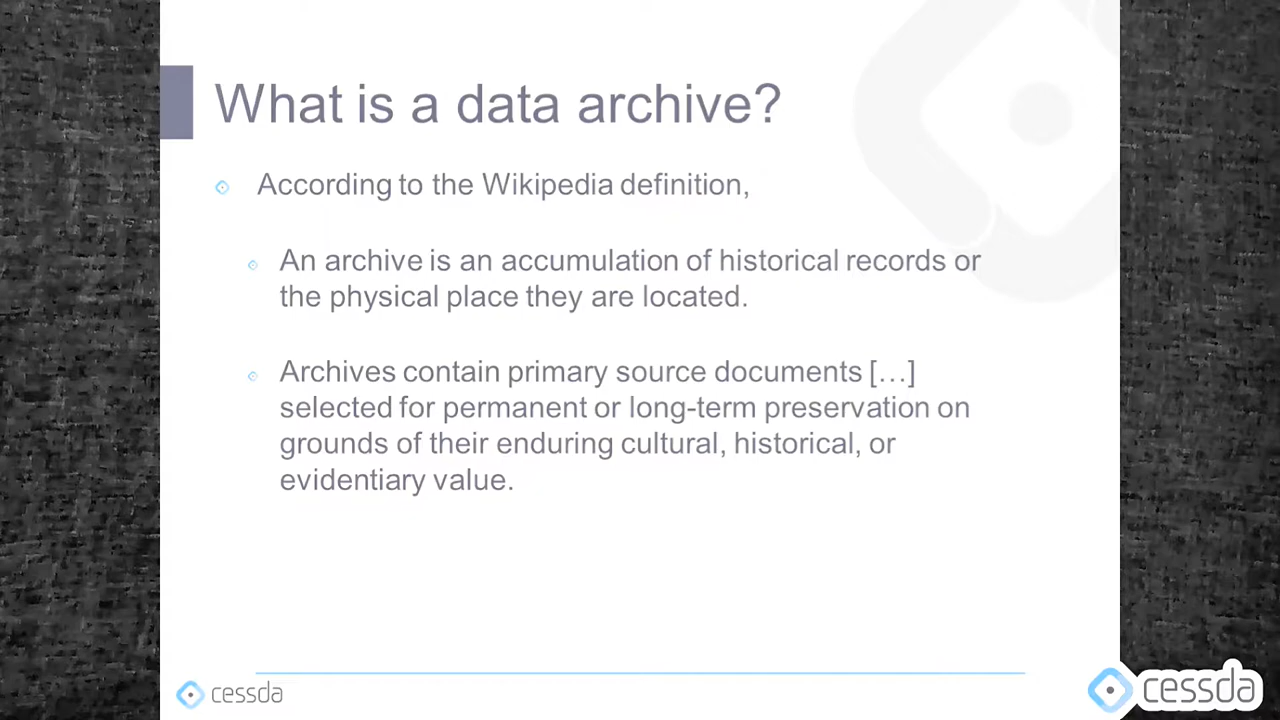 What is a data archive?
According to the Wikipedia definition,
An archive is an accumulation of historical records or
the physical place they are located.
Archives contain primary source documents […]
selected for permanent or long-term preservation on
grounds of their enduring cultural, historical, or
evidentiary value.
cessda
cessda